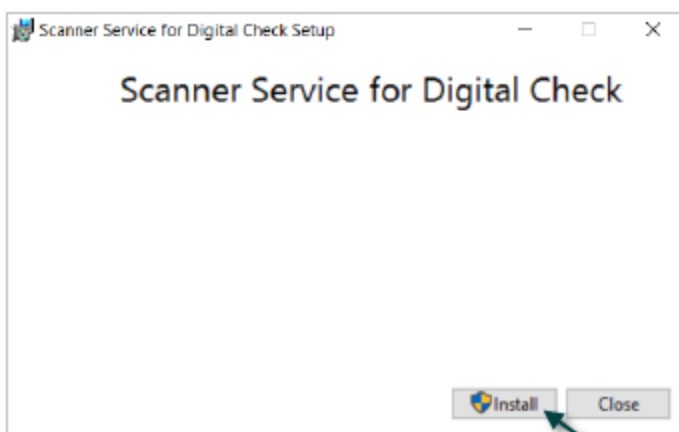 Scanner Service for Digital Check Setup
Scanner Service for Digital Check
Install
Close